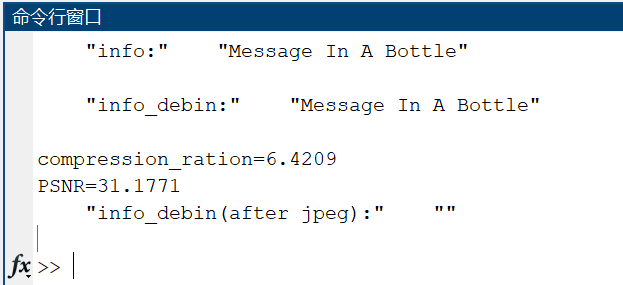 命令行窗口
"info:"    "Message In A Bottle"
"info_debin:"    "Message In A Bottle"
compression_ration=6.4209
PSNR=31.1771
"info_debin(after jpeg):"    ""
fx >>